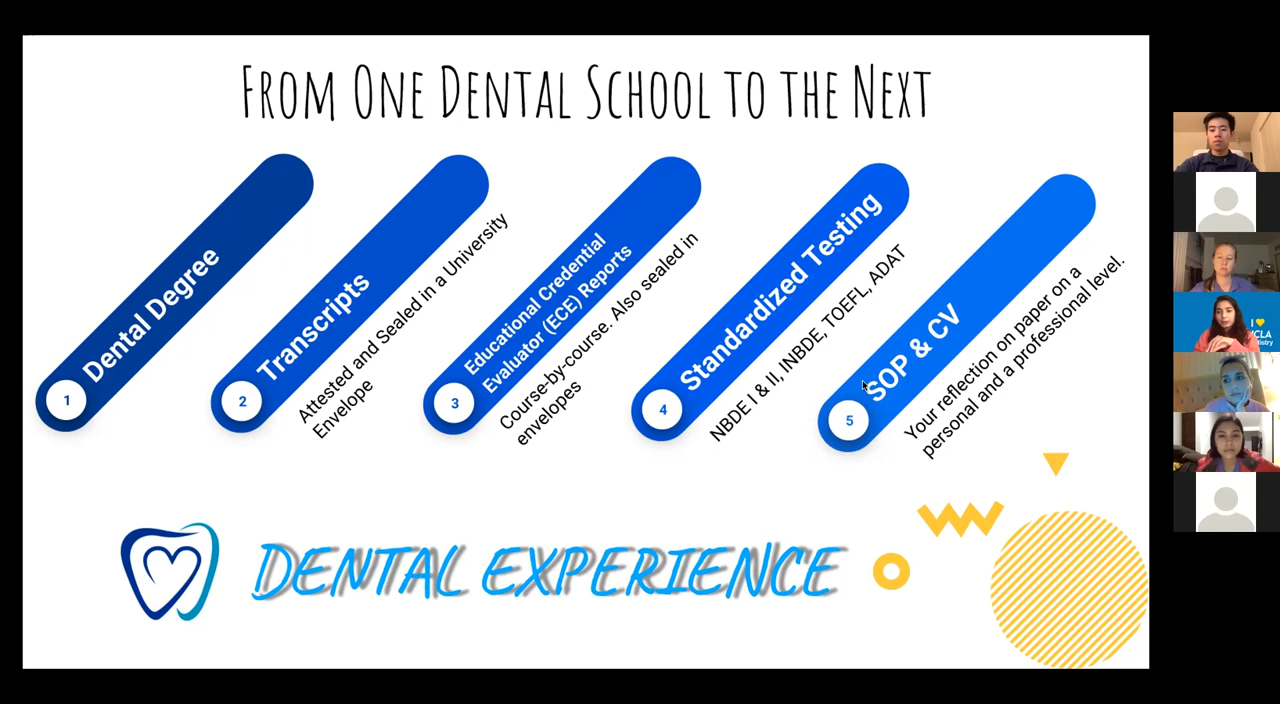 FROM ONE DENTAL SCHOOL TO THE NEXT
1
Dental Degree
2
Transcripts
Attested and Sealed in a University
Envelope
3
Educational Credential
Evaluator (ECE) Reports
Course-by-course. Also sealed in
envelopes
4
Standardized Testing
NBDE I & II, INBDE, TOEFL, ADAT
5
SOP & CV
Your reflection on paper on a
personal and a professional level.
DENTAL EXPERIENCE
I